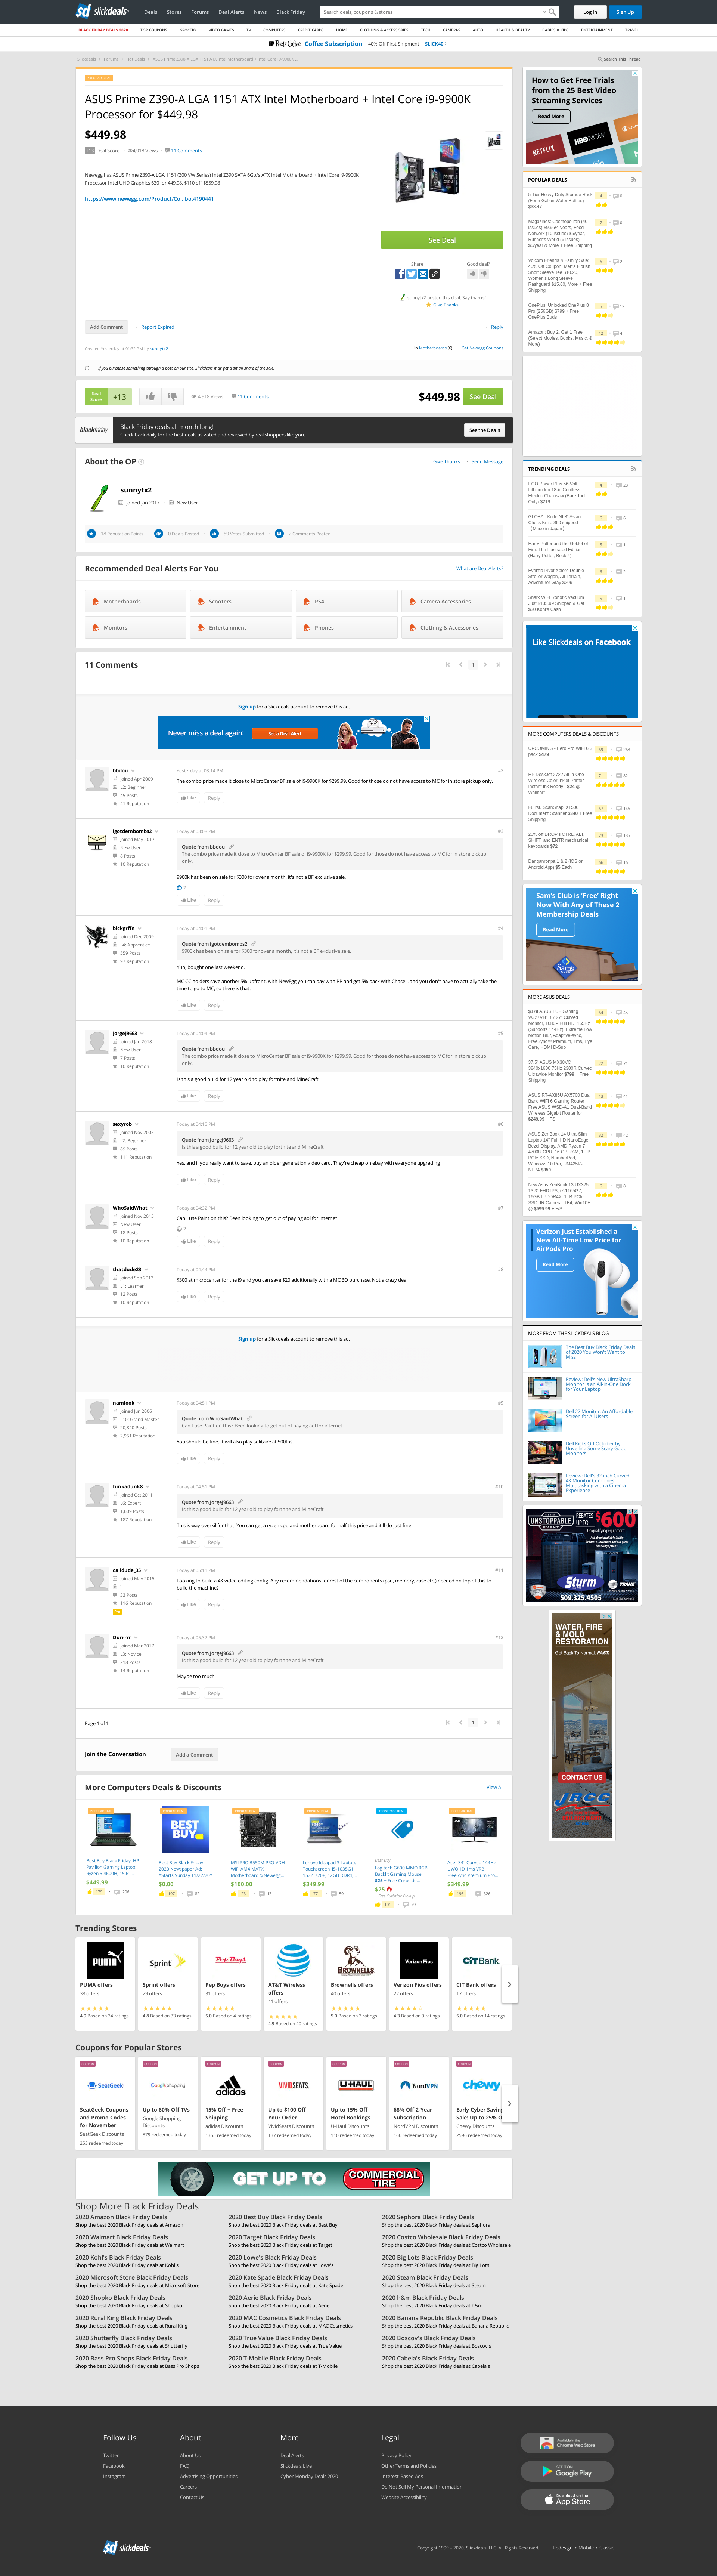 slickdeals
Deals
Stores
Forums
Deal Alerts
News
Black Friday
Search deals, coupons & stores
Log In
Sign Up
BLACK FRIDAY DEALS 2020
TOP COUPONS
GROCERY
VIDEO GAMES
TV
COMPUTERS
CREDIT CARDS
HOME
CLOTHING & ACCESSORIES
TECH
CAMERAS
AUTO
HEALTH & BEAUTY
BABIES & KIDS
ENTERTAINMENT
TRAVEL
Peet's Coffee Coffee Subscription 40% Off First Shipment SLICK40
Search This Thread
ASUS Prime Z390-A LGA 1151 ATX Intel Motherboard + Intel Core i9-9900K
Processor for $449.98
$449.98
+13 Deal Score 4,918 Views 11 Comments
Newegg has ASUS Prime Z390-A LGA 1151 (300 Series) Intel Z390 SATA 6Gb/s ATX Intel Motherboard + Intel Core i9-9900K
Processor Intel UHD Graphics 630 for 449.98, $110 off $559.98
https://www.newegg.com/Product/Co...bo.4190441
See Deal
Share
Good deal?
sunnytx2 posted this deal. Say thanks!
Give Thanks
Add Comment
Report Expired
Reply
Created Yesterday at 01:32 PM by sunnytx2
in Motherboards (6)
Get Newegg Coupons
If you purchase something through a post on our site, Slickdeals may get a small share of the sale.
Deal Score +13
4,918 Views 11 Comments
$449.98 See Deal
blackfriday
Black Friday deals all month long!
Check back daily for the best deals as voted and reviewed by real shoppers like you.
See the Deals
About the OP
Give Thanks
Send Message
sunnytx2
Joined Jan 2017 New User
18 Reputation Points
0 Deals Posted
59 Votes Submitted
2 Comments Posted
Recommended Deal Alerts For You
What are Deal Alerts?
Motherboards
Scooters
PS4
Camera Accessories
Monitors
Entertainment
Phones
Clothing & Accessories
11 Comments
1
Sign up for a Slickdeals account to remove this ad.
Never miss a deal again!
Set a Deal Alert
bbdou
Joined Apr 2009
L2: Beginner
45 Posts
41 Reputation
Yesterday at 03:14 PM
#2
The combo price made it close to MicroCenter BF sale of i9-9900K for $299.99. Good for those do not have access to MC for in store pickup only.
Like Reply
igotdembombs2
Joined May 2017
New User
8 Posts
10 Reputation
Today at 03:58 PM
#3
Quote from bbdou
The combo price made it close to MicroCenter BF sale of i9-9900K for $299.99. Good for those do not have access to MC for in store pickup
only.
9900k has been on sale for $300 for over a month, it's not a BF exclusive sale.
2
Like Reply
bickgrffn
Joined Dec 2009
L4: Apprentice
559 Posts
97 Reputation
Today at 04:01 PM
#4
Quote from igotdembombs2
9900k has been on sale for $300 for over a month, it's not a BF exclusive sale.
Yup, bought one last weekend.
MC CC holders save another 5% upfront, with NewEgg you can pay with PP and get 5% back with Chase... and you don't have to actually take the
time to go to MC, so there is that.
Like Reply
JorgeJ9663
Joined Jan 2018
New User
7 Posts
10 Reputation
Today at 04:04 PM
#5
Quote from bbdou
The combo price made it close to MicroCenter BF sale of i9-9900K for $299.99. Good for those do not have access to MC for in store pickup
only.
Is this a good build for 12 year old to play fortnite and MineCraft
Like Reply
sexyrob
Joined Nov 2005
L2: Beginner
89 Posts
111 Reputation
Today at 04:15 PM
#6
Quote from JorgeJ9663
Is this a good build for 12 year old to play fortnite and MineCraft
Yes, and if you really want to save, buy an older generation video card. They're cheap on ebay with everyone upgrading
Like Reply
WhoSaidWhat
Joined Nov 2015
New User
18 Posts
10 Reputation
Today at 04:32 PM
#7
Can I use Paint on this? Been looking to get out of paying aol for internet
2
Like Reply
thatdude23
Joined Sep 2013
L1: Learner
12 Posts
10 Reputation
Today at 04:44 PM
#8
$300 at microcenter for the i9 and you can save $20 additionally with a MOBO purchase. Not a crazy deal
Like Reply
Sign up for a Slickdeals account to remove this ad.
namlook
Joined Jun 2006
L10: Grand Master
20,840 Posts
2,951 Reputation
Today at 04:51 PM
#9
Quote from WhoSaidWhat
Can I use Paint on this? Been looking to get out of paying aol for internet
You should be fine. It will also play solitaire at 500fps.
Like Reply
funkadunk8
Joined Oct 2011
L6: Expert
1,609 Posts
187 Reputation
Today at 04:51 PM
#10
Quote from JorgeJ9663
Is this a good build for 12 year old to play fortnite and MineCraft
This is way overkill for that. You can get a ryzen cpu and motherboard for half this price and it'll do just fine.
Like Reply
calidude_35
Joined May 2015
33 Posts
116 Reputation
Pro
Today at 05:11 PM
#11
Looking to build a 4K video editing config. Any recommendations for rest of the components (psu, memory, case etc.) needed on top of this to
build the machine?
Like Reply
Durrrrr
Joined Mar 2017
L3: Novice
218 Posts
14 Reputation
Today at 05:32 PM
#12
Quote from JorgeJ9663
Is this a good build for 12 year old to play fortnite and MineCraft
Maybe too much
Like Reply
Page 1 of 1
1
Join the Conversation
Add a Comment
More Computers Deals & Discounts
View All
Best Buy Black Friday: HP
Pavilion Gaming Laptop:
Ryzen 5 4600H, 15.6"...
$449.99
Best Buy Black Friday
2020 Newspaper Ad
*Starts Sunday 11/22/20*
$0.00
MSI PRO B550M PRO-VDH
WIFI AM4 MATX
Motherboard @Newegg...
$100.00
Lenovo Ideapad 3 Laptop:
Touchscreen, i5-1035G1,
15.6" 720P, 12GB DDR4,...
$349.99
Best Buy
Logitech G600 MMO RGB
Backlit Gaming Mouse
$25 + Free Curbside...
$25
+ Free Curbside Pickup
Acer 34" Curved 144Hz
UWQHD 1ms VRB
FreeSync Premium Pro...
$349.99
Trending Stores
PUMA offers
38 offers
4.9 Based on 34 ratings
Sprint offers
29 offers
4.8 Based on 33 ratings
Pep Boys offers
31 offers
5.0 Based on 4 ratings
AT&T Wireless
offers
41 offers
4.9 Based on 40 ratings
Brownells offers
40 offers
5.0 Based on 3 ratings
Verizon Fios offers
22 offers
4.3 Based on 9 ratings
CIT Bank offers
17 offers
5.0 Based on 14 ratings
Coupons for Popular Stores
SeatGeek Coupons
and Promo Codes
for November
SeatGeek Discounts
253 redeemed today
Up to 60% Off TVs
Google Shopping
Discounts
879 redeemed today
15% Off + Free
Shipping
adidas Discounts
1355 redeemed today
Up to $100 Off
Your Order
VividSeats Discounts
137 redeemed today
Up to 15% Off
Hotel Bookings
U-Haul Discounts
110 redeemed today
68% Off 2-Year
Subscription
NordVPN Discounts
166 redeemed today
Early Cyber Saving
Sale: Up to 25% O
Chewy Discounts
2596 redeemed today
GET UP TO
COMMERCIAL TIRE
Shop More Black Friday Deals
2020 Amazon Black Friday Deals
Shop the best 2020 Black Friday deals at Amazon
2020 Best Buy Black Friday Deals
Shop the best 2020 Black Friday deals at Best Buy
2020 Sephora Black Friday Deals
Shop the best 2020 Black Friday deals at Sephora
2020 Walmart Black Friday Deals
Shop the best 2020 Black Friday deals at Walmart
2020 Target Black Friday Deals
Shop the best 2020 Black Friday deals at Target
2020 Costco Wholesale Black Friday Deals
Shop the best 2020 Black Friday deals at Costco Wholesale
2020 Kohl's Black Friday Deals
Shop the best 2020 Black Friday deals at Kohl's
2020 Lowe's Black Friday Deals
Shop the best 2020 Black Friday deals at Lowe's
2020 Big Lots Black Friday Deals
Shop the best 2020 Black Friday deals at Big Lots
2020 Microsoft Store Black Friday Deals
Shop the best 2020 Black Friday deals at Microsoft Store
2020 Kate Spade Black Friday Deals
Shop the best 2020 Black Friday deals at Kate Spade
2020 Steam Black Friday Deals
Shop the best 2020 Black Friday deals at Steam
2020 Shopko Black Friday Deals
Shop the best 2020 Black Friday deals at Shopko
2020 Aerie Black Friday Deals
Shop the best 2020 Black Friday deals at Aerie
2020 h&m Black Friday Deals
Shop the best 2020 Black Friday deals at h&m
2020 Rural King Black Friday Deals
Shop the best 2020 Black Friday deals at Rural King
2020 MAC Cosmetics Black Friday Deals
Shop the best 2020 Black Friday deals at MAC Cosmetics
2020 Banana Republic Black Friday Deals
Shop the best 2020 Black Friday deals at Banana Republic
2020 Shutterfly Black Friday Deals
Shop the best 2020 Black Friday deals at Shutterfly
2020 True Value Black Friday Deals
Shop the best 2020 Black Friday deals at True Value
2020 Boscov's Black Friday Deals
Shop the best 2020 Black Friday deals at Boscov's
2020 Bass Pro Shops Black Friday Deals
Shop the best 2020 Black Friday deals at Bass Pro Shops
2020 T-Mobile Black Friday Deals
Shop the best 2020 Black Friday deals at T-Mobile
2020 Cabela's Black Friday Deals
Shop the best 2020 Black Friday deals at Cabela's
How to Get Free Trials
from the 25 Best Video
Streaming Services
Read More
NETFLIX
HBO NOW
POPULAR DEALS
5-Tier Heavy Duty Storage Rack
(For 5 Gallon Water Bottles)
$38.47
Magazines: Cosmopolitan (40
issues) $9.99/4-years, Food
Network (10 issues) $6/year,
Runner's World (6 issues)
$5/year & More + Free Shipping
Volcom Friends & Family Sale:
40% Off Coupon: Men's Florist
Short Sleeve Tee $10.20,
Women's Long Sleeve
Rashguard $15.60, More + Free
Shipping
OnePlus: Unlocked OnePlus 8
Pro (256GB) $799 + Free
OnePlus Buds
Amazon: Buy 2, Get 1 Free
(Select Movies, Books, Music, &
More)
TRENDING DEALS
EGO Power Plus 56-Volt
Lithium Ion 18-in Cordless
Electric Chainsaw (Bare Tool
Only) $219
GLOBAL Knife NI 8" Asian
Chef's Knife $60 shipped
【Made in Japan】
Harry Potter and the Goblet of
Fire: The Illustrated Edition
(Harry Potter, Book 4)
Evenflo Pivot Xplore Double
Stroller Wagon, All-Terrain,
Adventurer Gray $209
Shark WiFi Robotic Vacuum
Just $135.99 Shipped & Get
$30 Kohl's Cash
Like Slickdeals on Facebook
MORE COMPUTERS DEALS & DISCOUNTS
UPCOMING - Eero Pro WiFi 6 3
pack $479
HP DeskJet 2722 All-in-One
Wireless Color Inkjet Printer -
Instant Ink Ready - $24 @
Walmart
Fujitsu ScanSnap iX1500
Document Scanner $340 + Free
Shipping
20% off DROP's CTRL, ALT,
SHIFT, and ENTR mechanical
keyboards $72
Danganronpa 1 & 2 (iOS or
Android App) $5 Each
Sam's Club is 'Free' Right
Now With Any of These 2
Membership Deals
Read More
MORE ASUS DEALS
$179 ASUS TUF Gaming
VG27VH1BR 27" Curved
Monitor, 1080P Full HD, 165Hz
(Supports 144Hz), Extreme Low
Motion Blur, Adaptive-sync,
FreeSync™ Premium, 1ms, Eye
Care, HDMI D-Sub
37.5" ASUS MX38VC
3840x1600 75Hz 2300R Curved
Ultrawide Monitor $799 + Free
Shipping
ASUS RT-AX86U AX5700 Dual
Band WiFi 6 Gaming Router +
Free ASUS WSD-A1 Dual-Band
Wireless Gigabit Router for
$249.99 + FS
ASUS ZenBook 14 Ultra-Slim
Laptop 14" Full HD NanoEdge
Bezel Display, AMD Ryzen 7
4700U CPU, 16 GB RAM, 1 TB
PCIe SSD, NumberPad,
Windows 10 Pro, UM425IA-
NH74 $850
New Asus ZenBook 13 UX325:
13.3" FHD IPS, i7-1165G7,
16GB LPDDR4X, 1TB PCIe
SSD, IR Camera, TB4, Win10H
@ $999.99 + F/S
Verizon Just Established a
New All-Time Low Price for
AirPods Pro
Read More
MORE FROM THE SLICKDEALS BLOG
The Best Buy Black Friday Deals
of 2020 You Won't Want to
Miss
Review: Dell's New UltraSharp
Monitor Is an All-in-One Dock
for Your Laptop
Dell 27 Monitor: An Affordable
Screen for All Users
Dell Kicks Off October by
Unveiling Some Scary Good
Monitors
Review: Dell's 32-inch Curved
4K Monitor Combines
Multitasking with a Cinema
Experience
UNSTOPPABLE REBATES UP TO $600
On qualifying equipment
Sturm
TRANE
509.325.4505
WATER, FIRE
& MOLD
RESTORATION
Get Back To Normal. FAST.
CONTACT US
JRCC
Follow Us
Twitter
Facebook
Instagram
About
About Us
FAQ
Advertising Opportunities
Careers
Contact Us
More
Deal Alerts
Slickdeals Live
Cyber Monday Deals 2020
Legal
Privacy Policy
Other Terms and Policies
Interest-Based Ads
Do Not Sell My Personal Information
Website Accessibility
Available in the Chrome Web Store
GET IT ON Google Play
Download on the App Store
slickdeals
Copyright 1999 - 2020. Slickdeals, LLC. All Rights Reserved.
Redesign • Mobile • Classic